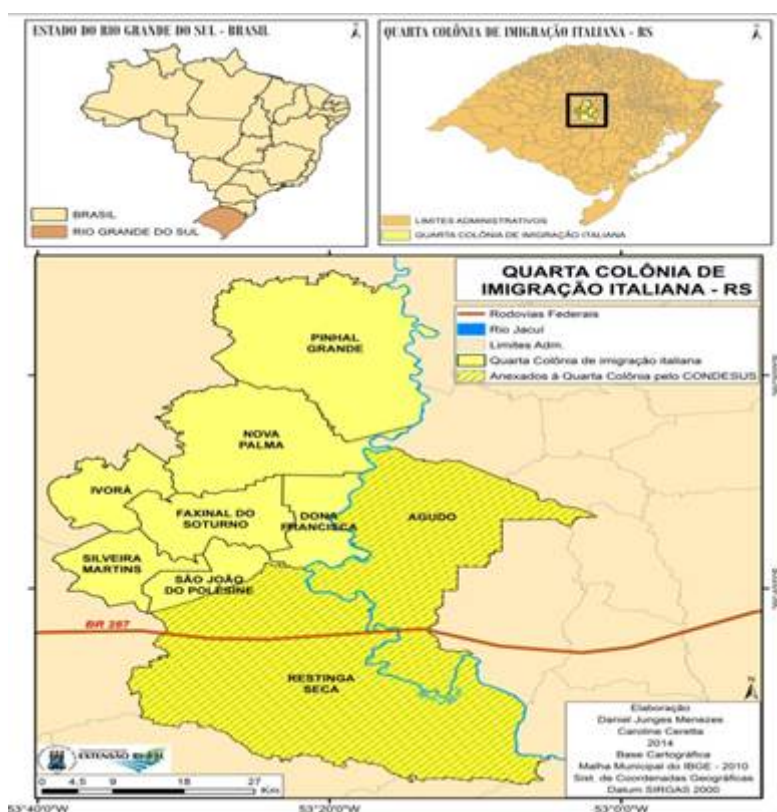 ESTADO DO RIO GRANDE DO SUL - BRASIL
BRASIL
RIO GRANDE DO SUL
QUARTA COLÔNIA DE IMIGRAÇÃO ITALIANA - RS
LIMITES ADMINISTRATIVOS
QUARTA COLÔNIA DE IMIGRAÇÃO ITALIANA
QUARTA COLÔNIA DE
IMIGRAÇÃO ITALIANA - RS
Rodovias Federais
Rio Jacuí
Limites Adm.
Quarta Colônia de imigração italiana
Anexados à Quarta Colônia pelo CONDESUS
PINHAL
GRANDE
NOVA
PALMA
IVORÁ
FAXINAL DO
SOTURNO
DONA
FRANCISCA
AGUDO
SILVEIRA
MARTINS
SÃO JOÃO
DO POLÊSINE
BR 287
RESTINGA
SECA
N
Elaboração
Daniel Junges Menezes
Caroline Ceretta
2014
Base Cartográfica
Malha Municipal do IBGE - 2010
Sist. de Coordenadas Geográficas
Datum SIRGAS 2000
EXTENSÃO
0 4.5 9 18 27
Km
53°40'0"W 53°20'0"W 53°0'0"W